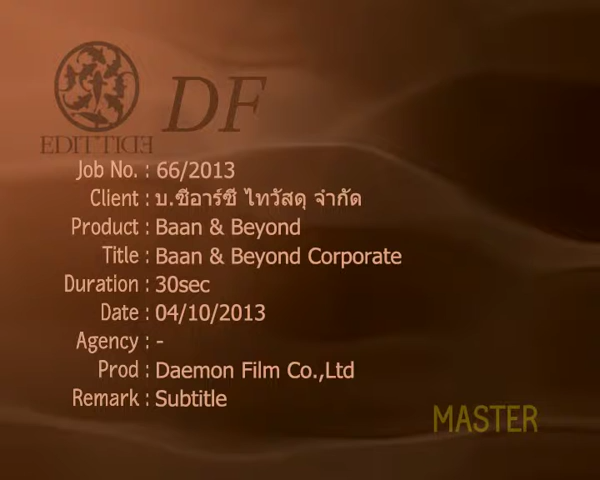 DF
EDITTIDE
Job No. : 66/2013
Client : บ.ซีอาร์ซี ไทวัสดุ จำกัด
Product : Baan & Beyond
Title : Baan & Beyond Corporate
Duration : 30sec
Date : 04/10/2013
Agency : -
Prod : Daemon Film Co.,Ltd
Remark : Subtitle
MASTER